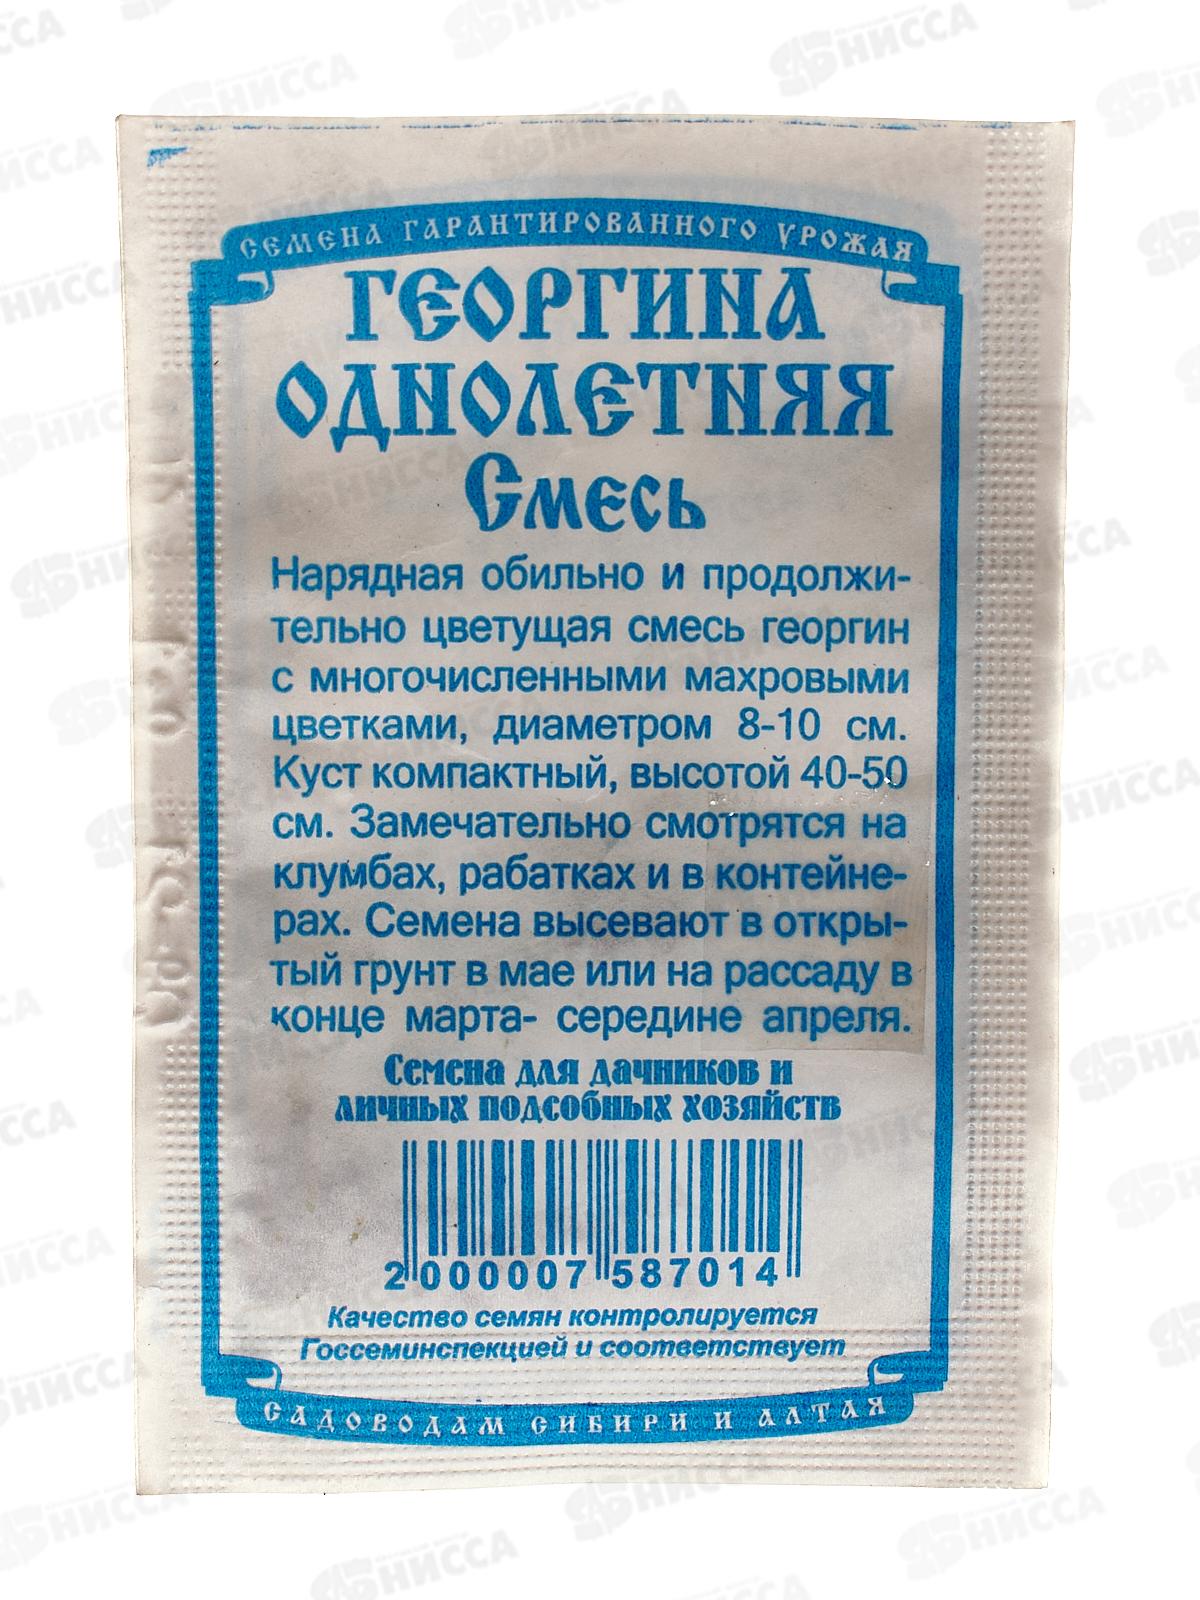 СЕМЕНА ГАРАНТИРОВАННОГО УРОЖАЯ
ГЕОРГИНА
ОДНОЛЕТНЯЯ
Смесь
Нарядная обильно и продолжи-
тельно цветущая смесь георгин
с многочисленными махровыми
цветками, диаметром 8-10 см.
Куст компактный, высотой 40-50
см. Замечательно смотрятся на
клумбах, рабатках и в контейне-
рах. Семена высевают в откры-
тый грунт в мае или на рассаду в
конце марта- середине апреля.
Семена для дачников и
личных подсобных хозяйств
2 000007 587014
Качество семян контролируется
Госсеминспекцией и соответствует
САДОВОДАМ СИБИРИ И АЛТАЯ